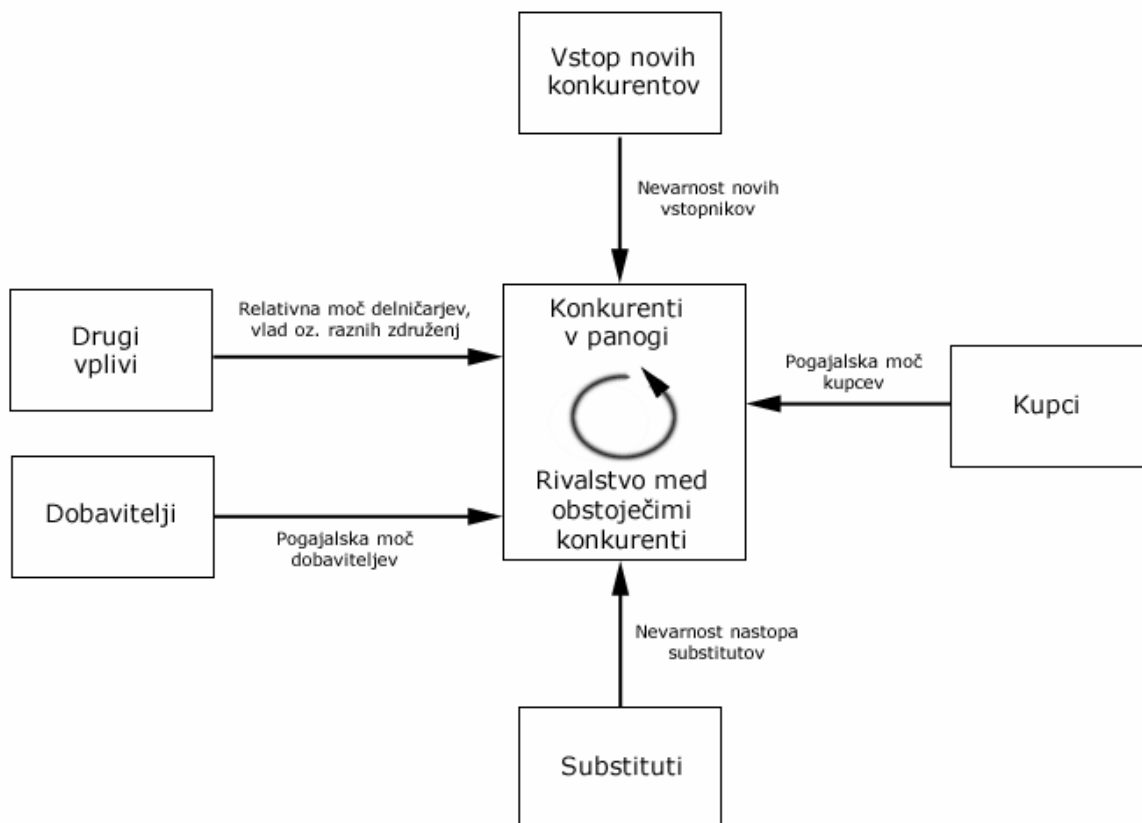 Vstop novih
konkurentov
Nevarnost novih
vstopnikov
Drugi
vplivi
Relativna moč delničarjev,
vlad oz. raznih združenj
Konkurenti
v panogi
Rivalstvo med
obstoječimi
konkurenti
Pogajalska moč
kupcev
Kupci
Dobavitelji
Pogajalska moč
dobaviteljev
Nevarnost nastopa
substitutov
Substituti